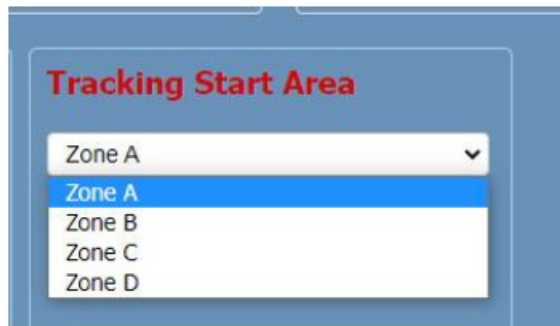 Tracking Start Area
Zone A
Zone A
Zone B
Zone C
Zone D